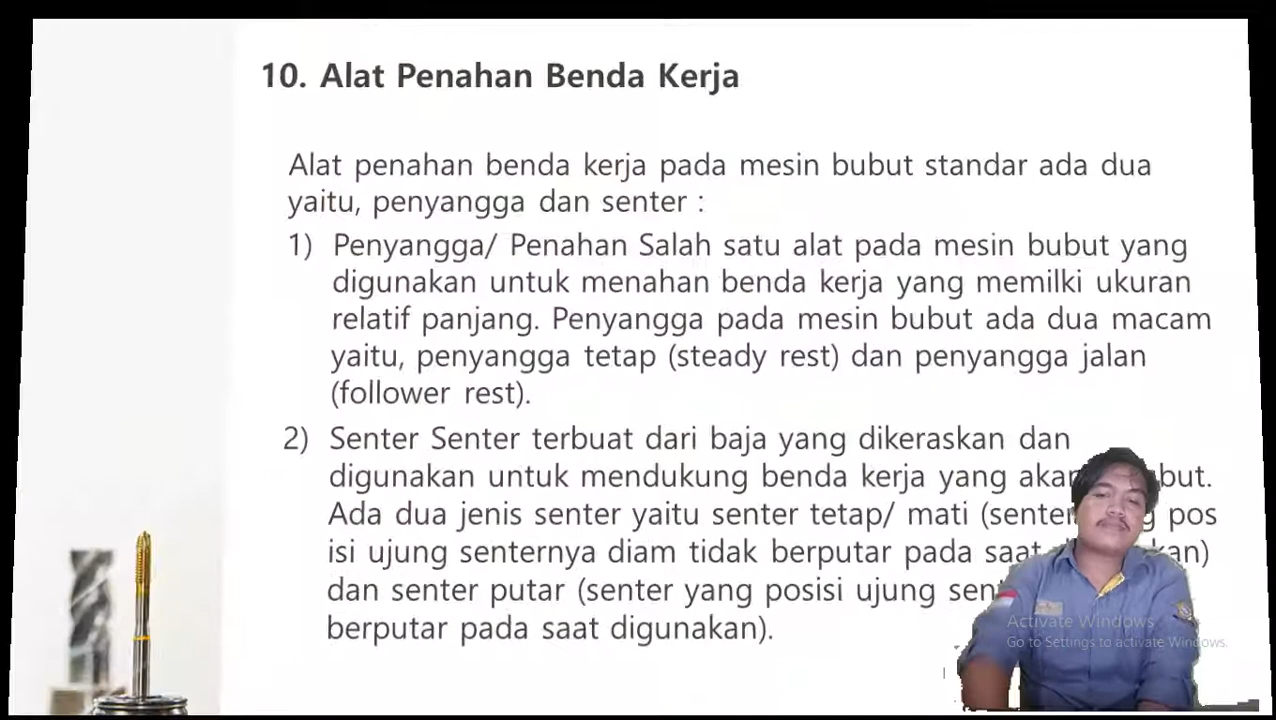 10. Alat Penahan Benda Kerja
Alat penahan benda kerja pada mesin bubut standar ada dua
yaitu, penyangga dan senter :
1) Penyangga/ Penahan Salah satu alat pada mesin bubut yang
digunakan untuk menahan benda kerja yang memilki ukuran
relatif panjang. Penyangga pada mesin bubut ada dua macam
yaitu, penyangga tetap (steady rest) dan penyangga jalan
(follower rest).
2) Senter Senter terbuat dari baja yang dikeraskan dan
digunakan untuk mendukung benda kerja yang
Ada dua jenis senter yaitu senter tetap/ mati (senter pos
isi ujung senternya diam tidak berputar pada saat
dan senter putar (senter yang posisi ujung
berputar pada saat digunakan).
Activate Windows
Go to Settings to activate Windows.